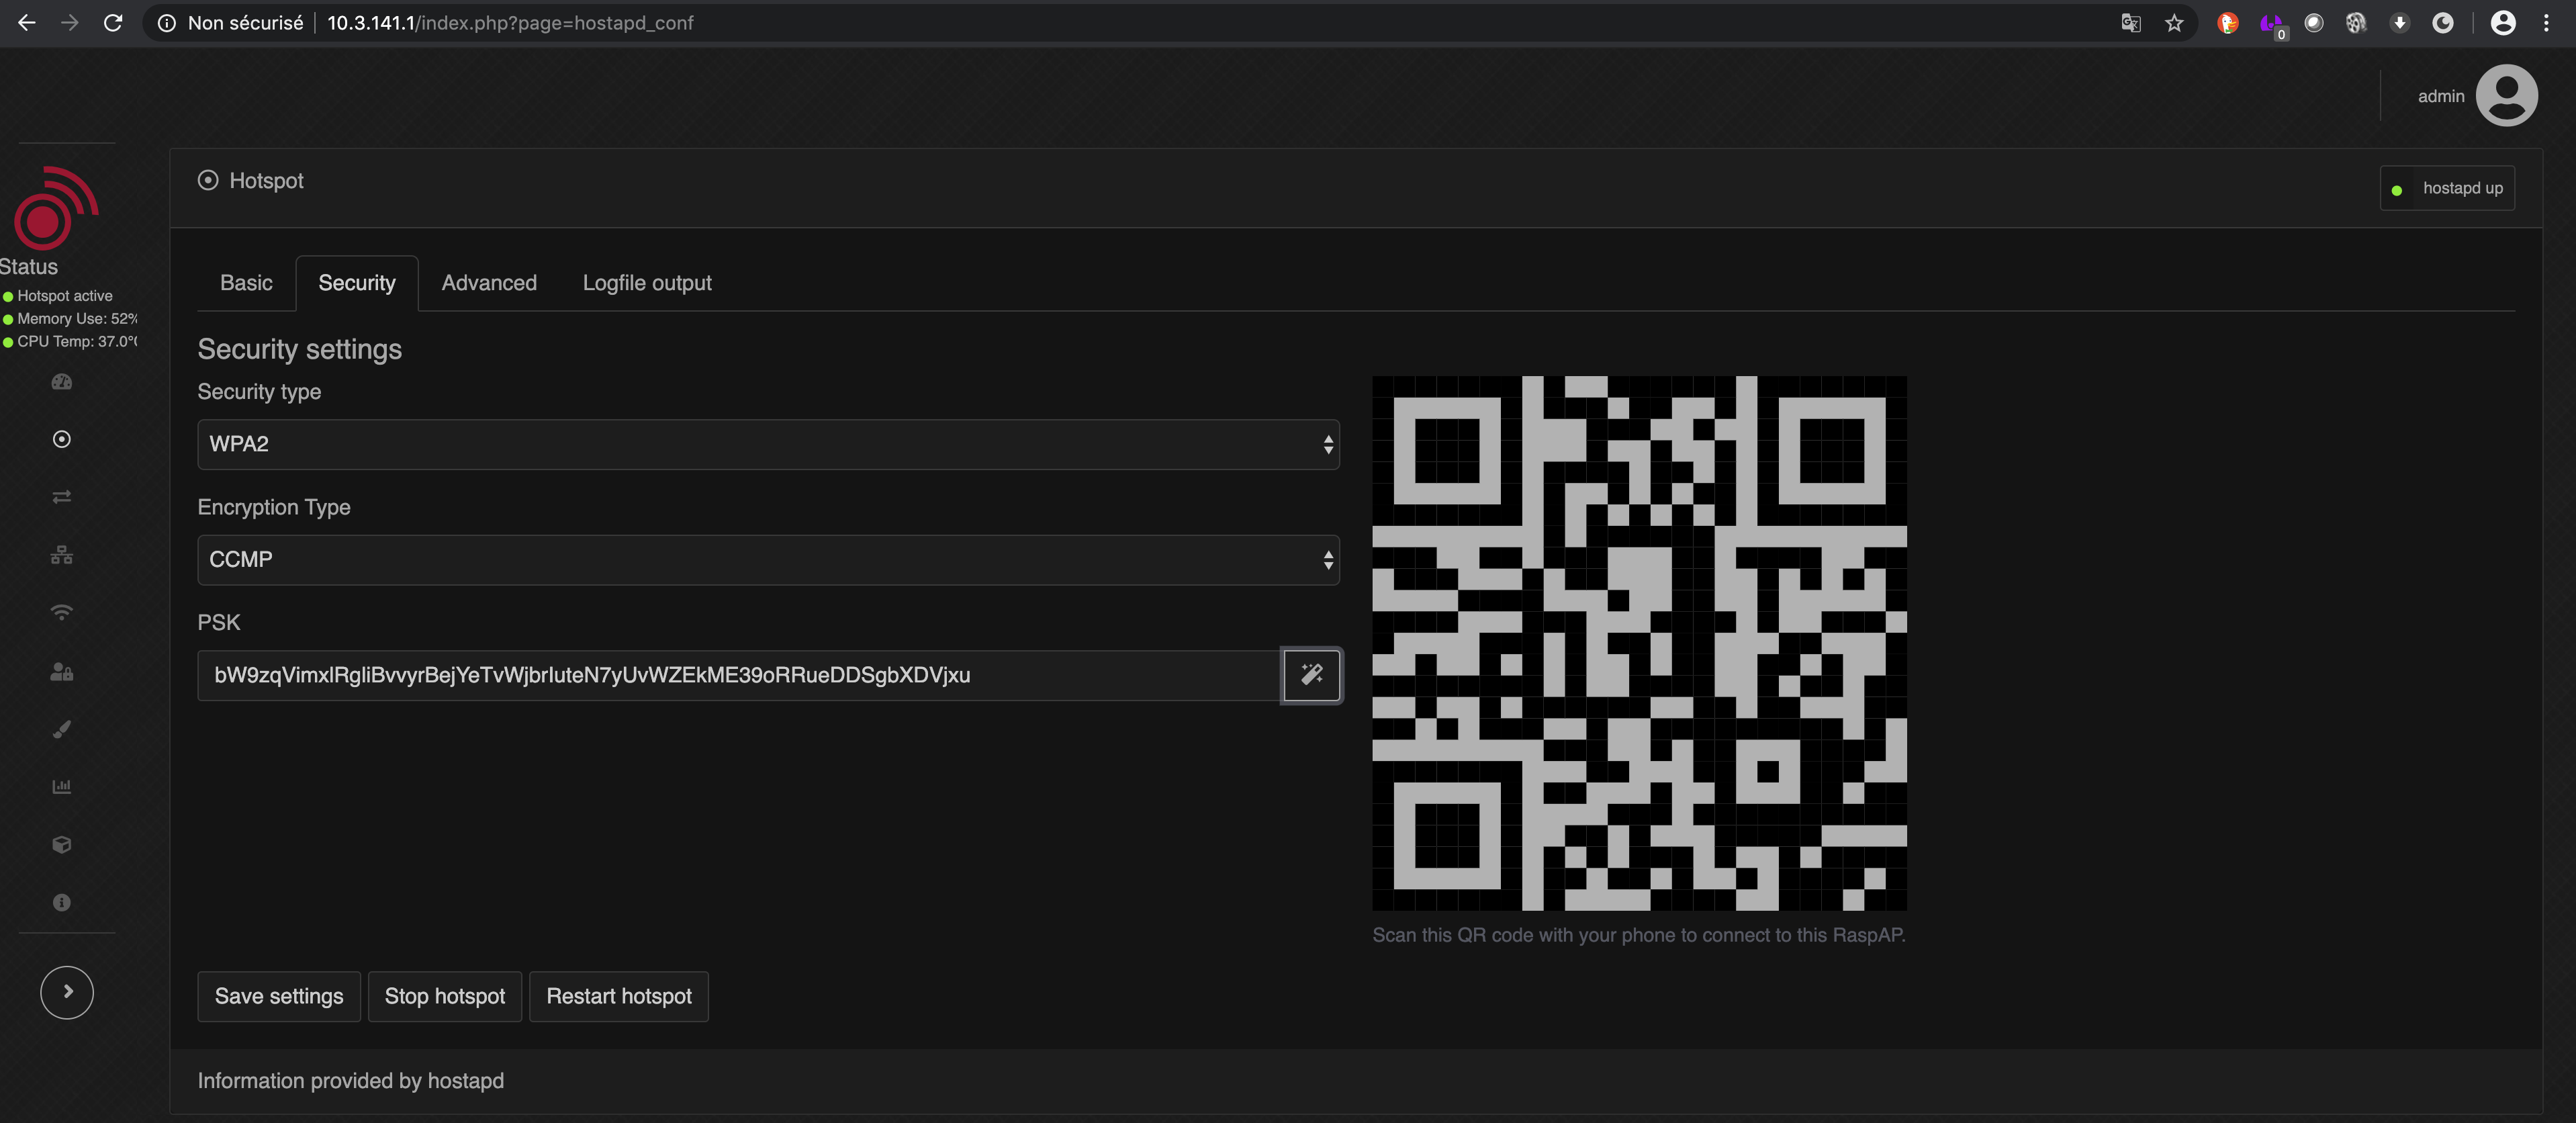 Non sécurisé 10.3.141.1/index.php?page=hostapd_conf
0
admin
Hotspot
hostapd up
Status
Hotspot active
Memory Use: 52%
CPU Temp: 37.0°
Basic Security Advanced Logfile output
Security settings
Security type
WPA2
Encryption Type
CCMP
PSK
bW9zqVimxlRgliBvvyrBejYeTvWjbrluteN7yUvWZEkME39oRRueDDSgbXDVjxu
Scan this QR code with your phone to connect to this RaspAP.
Save settings Stop hotspot Restart hotspot
Information provided by hostapd